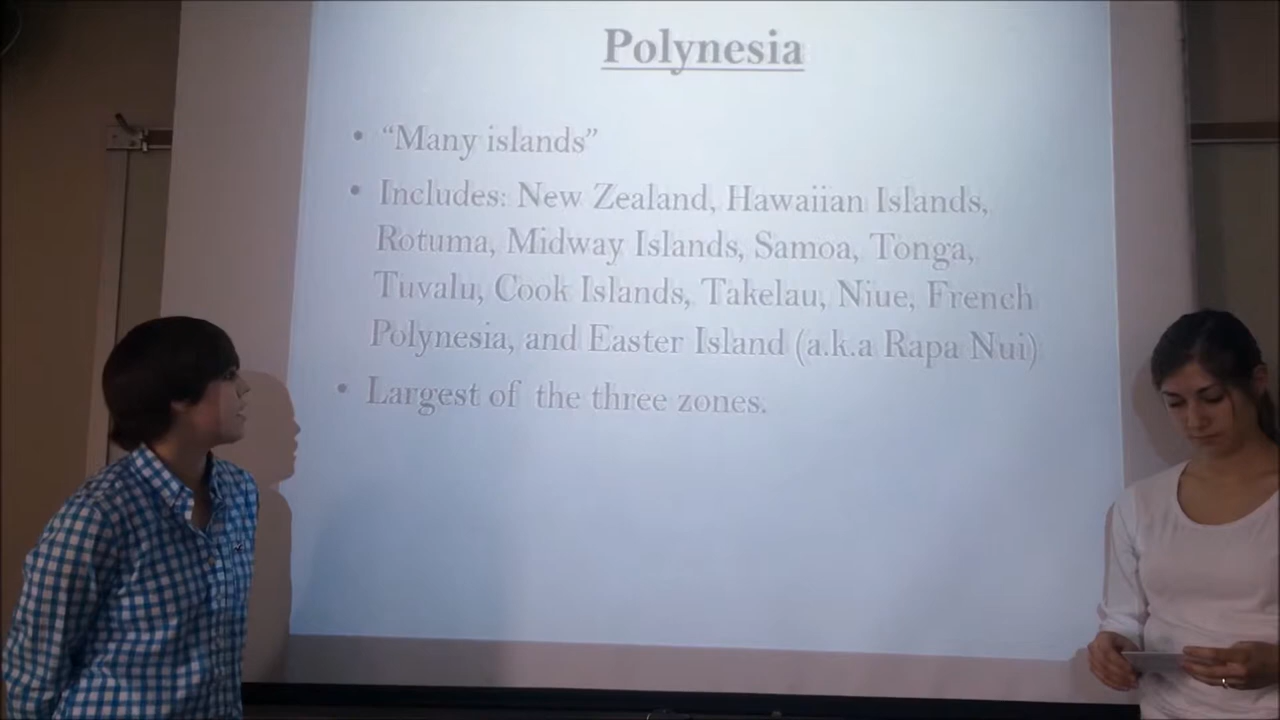 Polynesia
• “Many islands”
• Includes: New Zealand, Hawaiian Islands,
Rotuma, Midway Islands, Samoa, Tonga,
Tuvalu, Cook Islands, Takelau, Niue, French
Polynesia, and Easter Island (a.k.a Rapa Nui)
• Largest of the three zones.